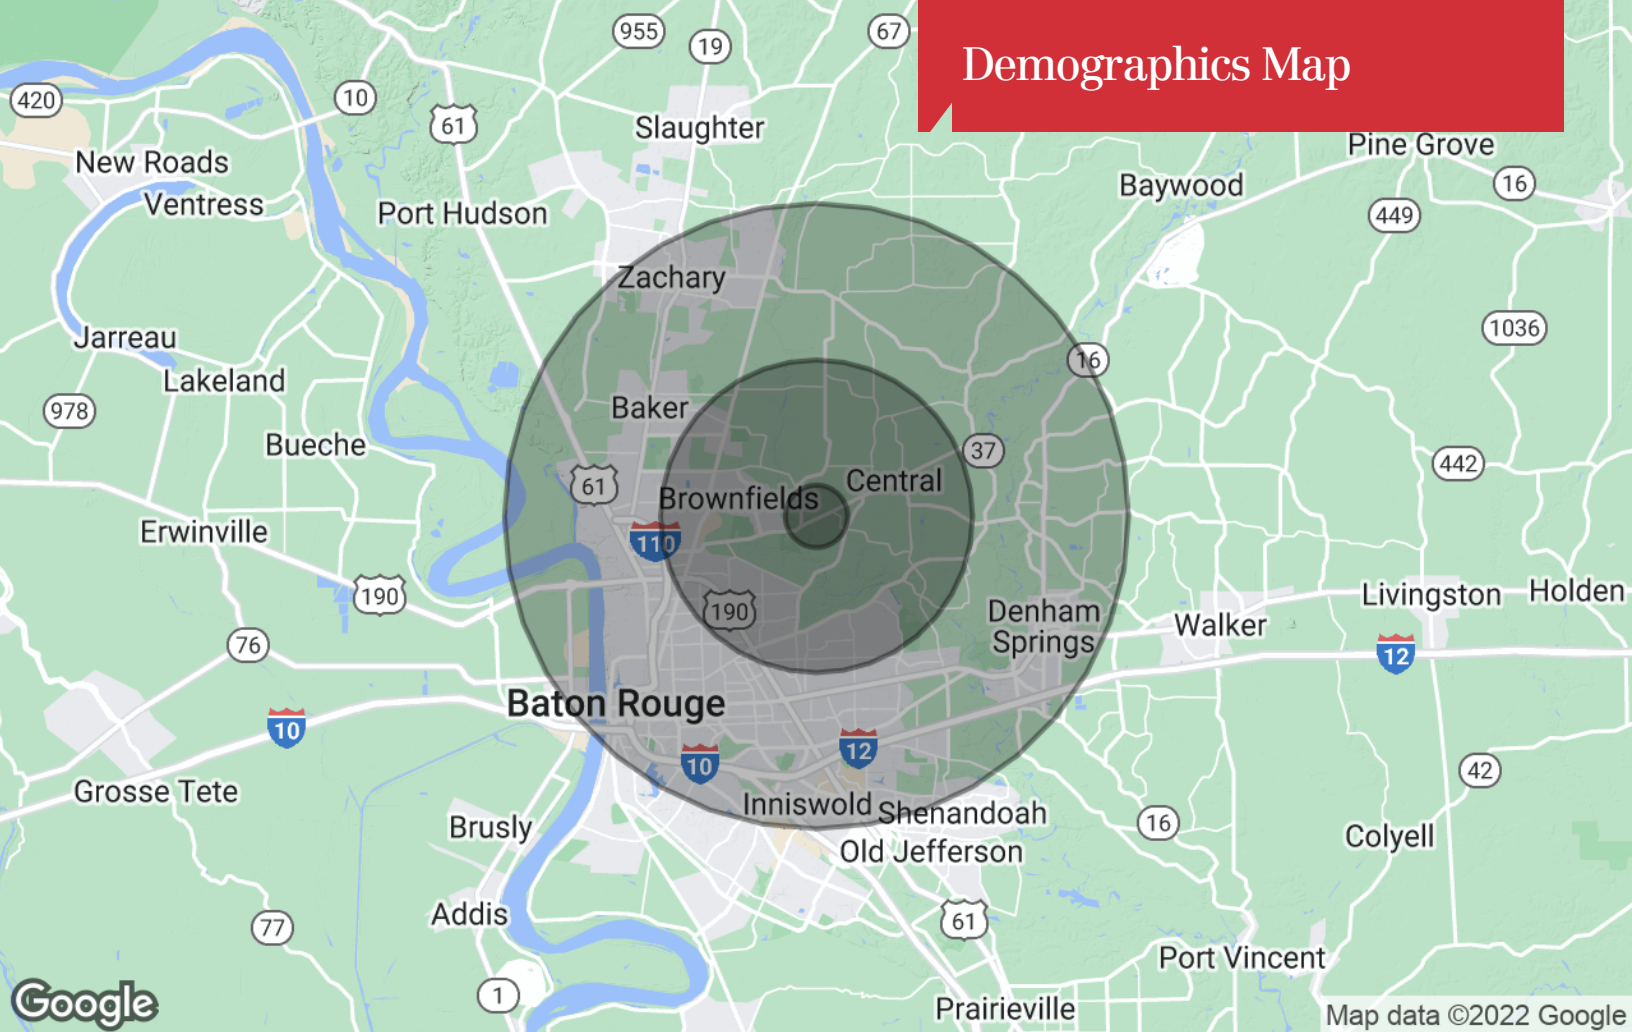 Demographics Map
955
19
67
420
10
61
Slaughter
Pine Grove
New Roads
Baywood
16
Ventress
Port Hudson
449
Zachary
Jarreau
1036
16
Lakeland
978
Baker
Bueche
37
442
61
Central
Brownfields
Erwinville
110
190
190
Livingston
Holden
Denham
Springs
Walker
76
12
Baton Rouge
10
12
10
42
Grosse Tete
Inniswold
Shenandoah
16
Brusly
Colyell
Old Jefferson
Addis
61
77
Port Vincent
1
Google
Prairieville
Map data ©2022 Google